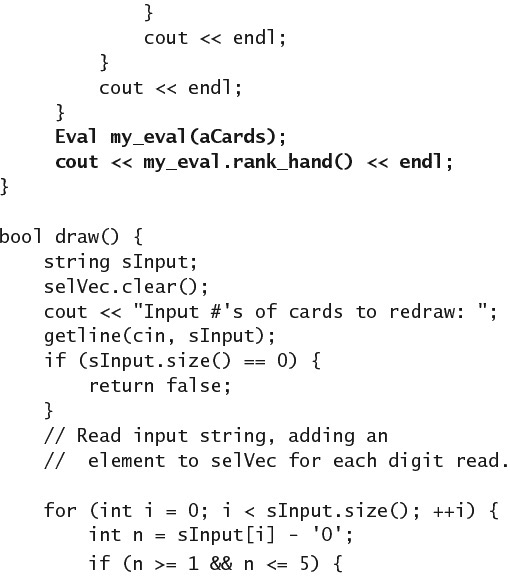 }
cout << endl;
}
cout << endl;
}
Eval my_eval(aCards);
cout << my_eval.rank_hand() << endl;
}
bool draw() {
string sInput;
selVec.clear();
cout << "Input #'s of cards to redraw: ";
getline(cin, sInput);
if (sInput.size() == 0) {
return false;
}
// Read input string, adding an
//  element to selVec for each digit read.
for (int i = 0; i < sInput.size(); ++i) {
int n = sInput[i] - '0';
if (n >= 1 && n <= 5) {